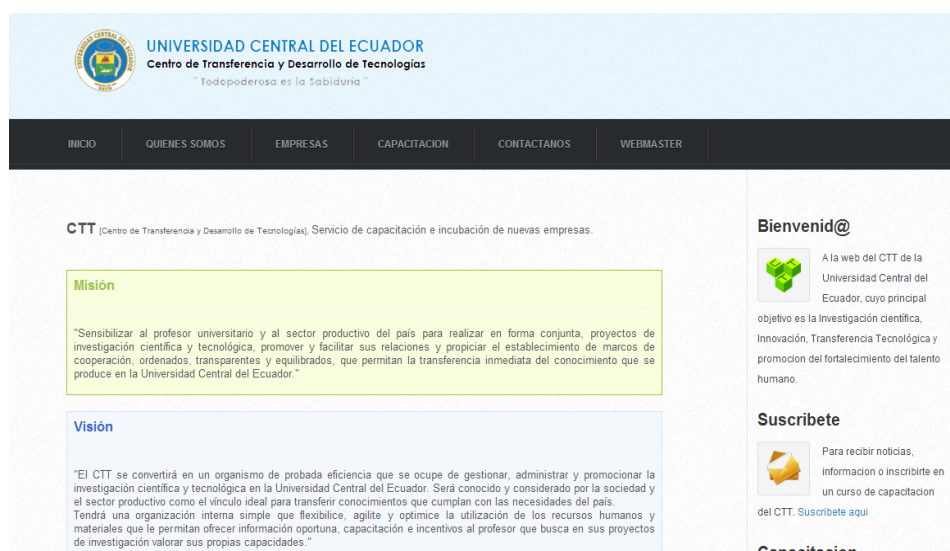 UNIVERSIDAD CENTRAL DEL ECUADOR
Centro de Transferencia y Desarrollo de Tecnologías
" Todopoderosa es la Sabiduria "
INICIO QUIENES SOMOS EMPRESAS CAPACITACION CONTACTANOS WEBMASTER
CTT [Centro de Transferencia y Desarrollo de Tecnologías], Servicio de capacitación e incubación de nuevas empresas.
Misión
"Sensibilizar al profesor universitario y al sector productivo del país para realizar en forma conjunta, proyectos de
investigación científica y tecnológica, promover y facilitar sus relaciones y propiciar el establecimiento de marcos de
cooperación, ordenados, transparentes y equilibrados, que permitan la transferencia inmediata del conocimiento que se
produce en la Universidad Central del Ecuador."
Visión
"El CTT se convertirá en un organismo de probada eficiencia que se ocupe de gestionar, administrar y promocionar la
investigación científica y tecnológica en la Universidad Central del Ecuador. Será conocido y considerado por la sociedad y
el sector productivo como el vínculo ideal para transferir conocimientos que cumplan con las necesidades del país.
Tendrá una organización interna simple que flexibilice, agilite y optimice la utilización de los recursos humanos y
materiales que le permitan ofrecer información oportuna, capacitación e incentivos al profesor que busca en sus proyectos
de investigación valorar sus propias capacidades."
Bienvenid@
A la web del CTT de la
Universidad Central del
Ecuador, cuyo principal
objetivo es la Investigación científica,
Innovación, Transferencia Tecnológica y
promocion del fortalecimiento del talento
humano.
Suscribete
Para recibir noticias,
informacion o inscribirte en
un curso de capacitacion
del CTT. Suscribete aqui
Capacitacion